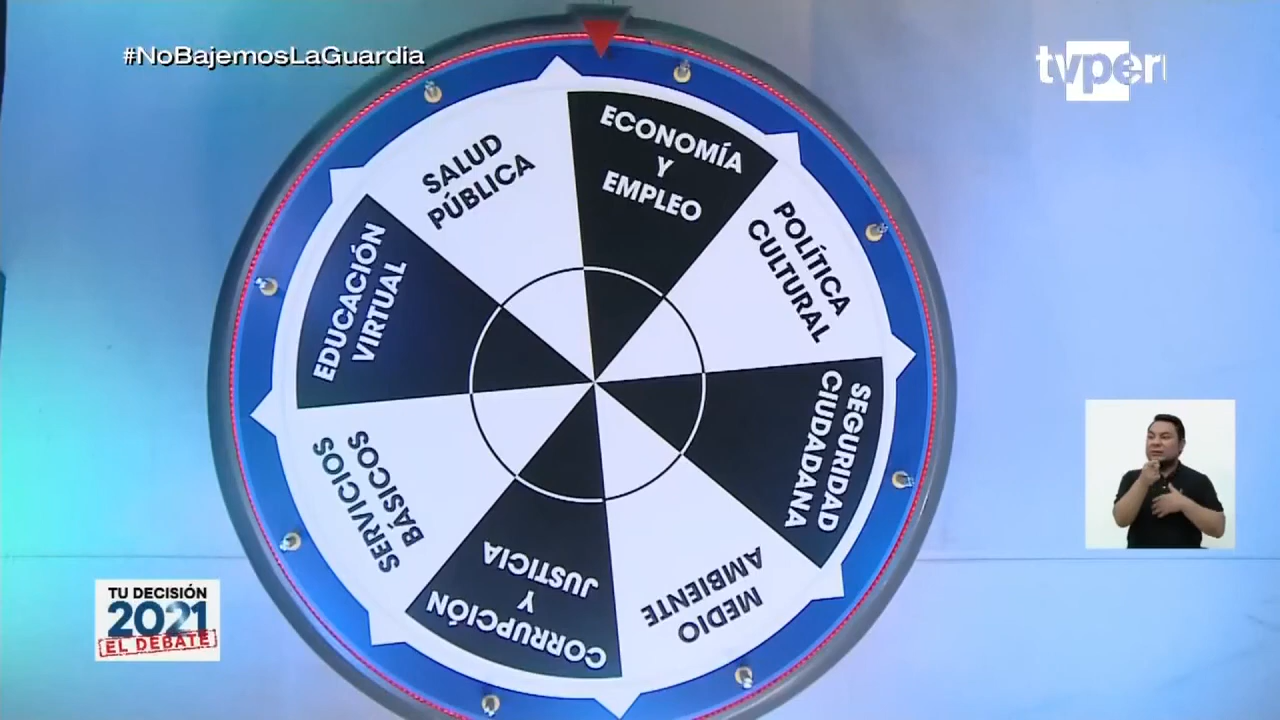 #NoBajemosLaGuardia
tvperú
ECONOMÍA
Y
EMPLEO
POLÍTICA
CULTURAL
SEGURIDAD
CIUDADANA
MEDIO
AMBIENTE
CORRUPCIÓN
Y
JUSTICIA
SERVICIOS
BÁSICOS
EDUCACIÓN
VIRTUAL
SALUD
PÚBLICA
TU DECISIÓN
2021
EL DEBATE